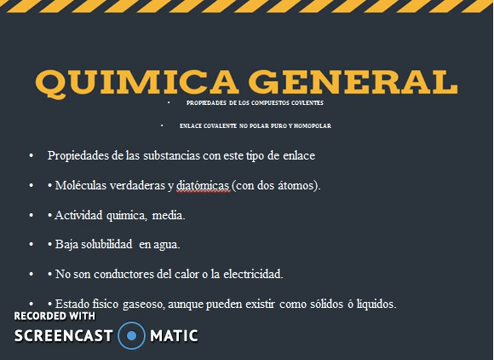 QUIMICA GENERAL
• PROPIEDADES DE LOS COMPUESTOS COVLENTES
• ENLACE COVALENTE NO POLAR PURO Y HOMOPOLAR
• Propiedades de las substancias con este tipo de enlace
• • Moléculas verdaderas y diatómicas (con dos átomos).
• • Actividad química, media.
• • Baja solubilidad en agua.
• • No son conductores del calor o la electricidad.
• • Estado físico gaseoso, aunque pueden existir como sólidos ó líquidos.
RECORDED WITH
SCREENCAST MATIC